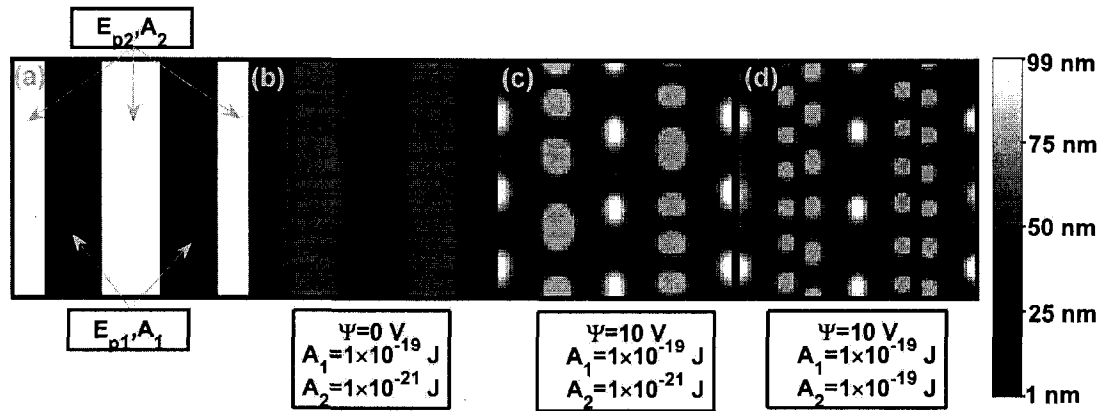 E_p2,A_2
(a)
(b)
(c)
(d)
99 nm
75 nm
50 nm
25 nm
1 nm
E_p1,A_1
Ψ=0 V
A_1=1×10^-19 J
A_2=1×10^-21 J
Ψ=10 V
A_1=1×10^-19 J
A_2=1×10^-21 J
Ψ=10 V
A_1=1×10^-19 J
A_2=1×10^-19 J